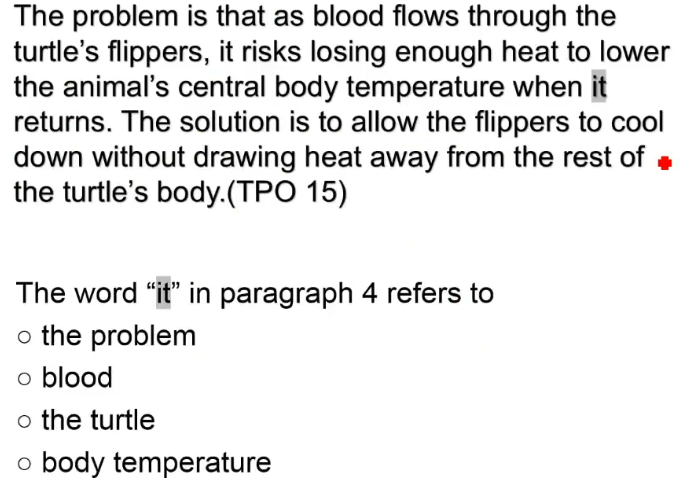 The problem is that as blood flows through the
turtle’s flippers, it risks losing enough heat to lower
the animal’s central body temperature when it
returns. The solution is to allow the flippers to cool
down without drawing heat away from the rest of
the turtle’s body.(TPO 15)
The word “it” in paragraph 4 refers to
○ the problem
○ blood
○ the turtle
○ body temperature